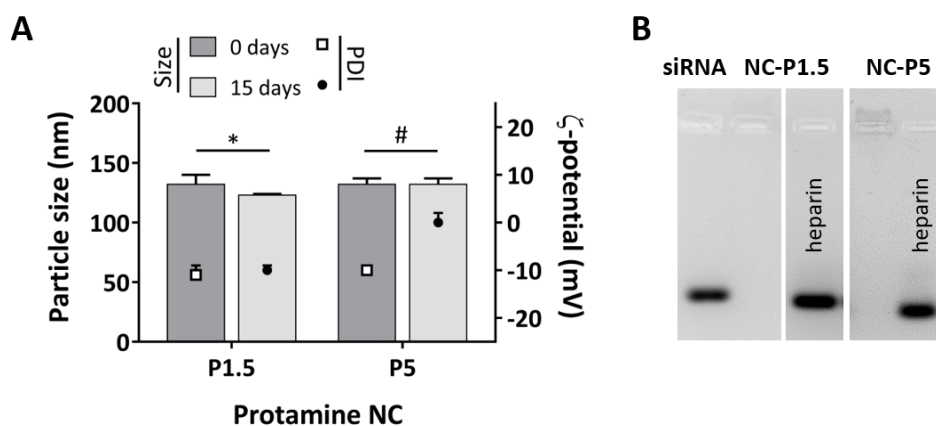 A
Size
0 days
15 days
PDI
Particle size (nm)
200
150
100
50
0
*
#
20
10
0
-10
-20
ζ-potential (mV)
P1.5
P5
Protamine NC
B
siRNA
NC-P1.5
NC-P5
heparin
heparin